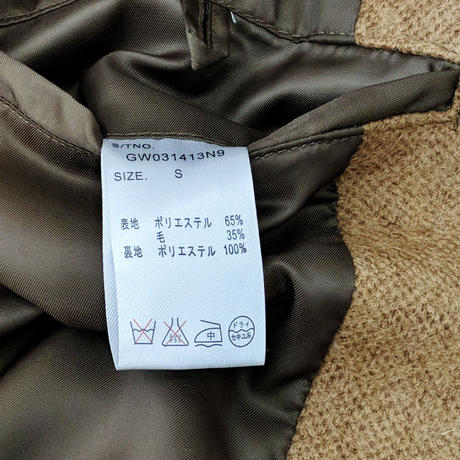 S/TNO.
GW031413N9
SIZE. S
表地 ポリエステル 65%
毛 35%
裏地 ポリエステル 100%
中
ドライ
セキユ系